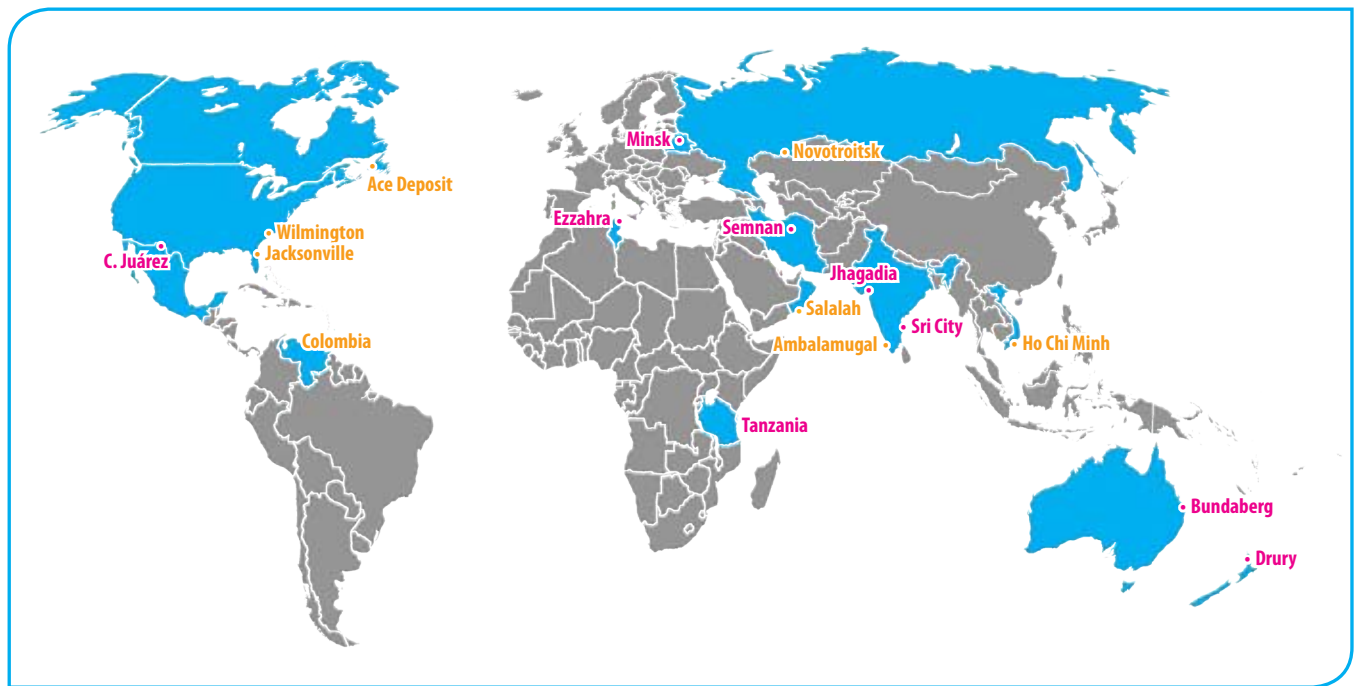 Minsk
Novotroitsk
Ace Deposit
Ezzahra
Semnan
Wilmington
Jacksonville
C. Juárez
Jhagadia
Salalah
Sri City
Colombia
Ambalamugal
Ho Chi Minh
Tanzania
Bundaberg
Drury